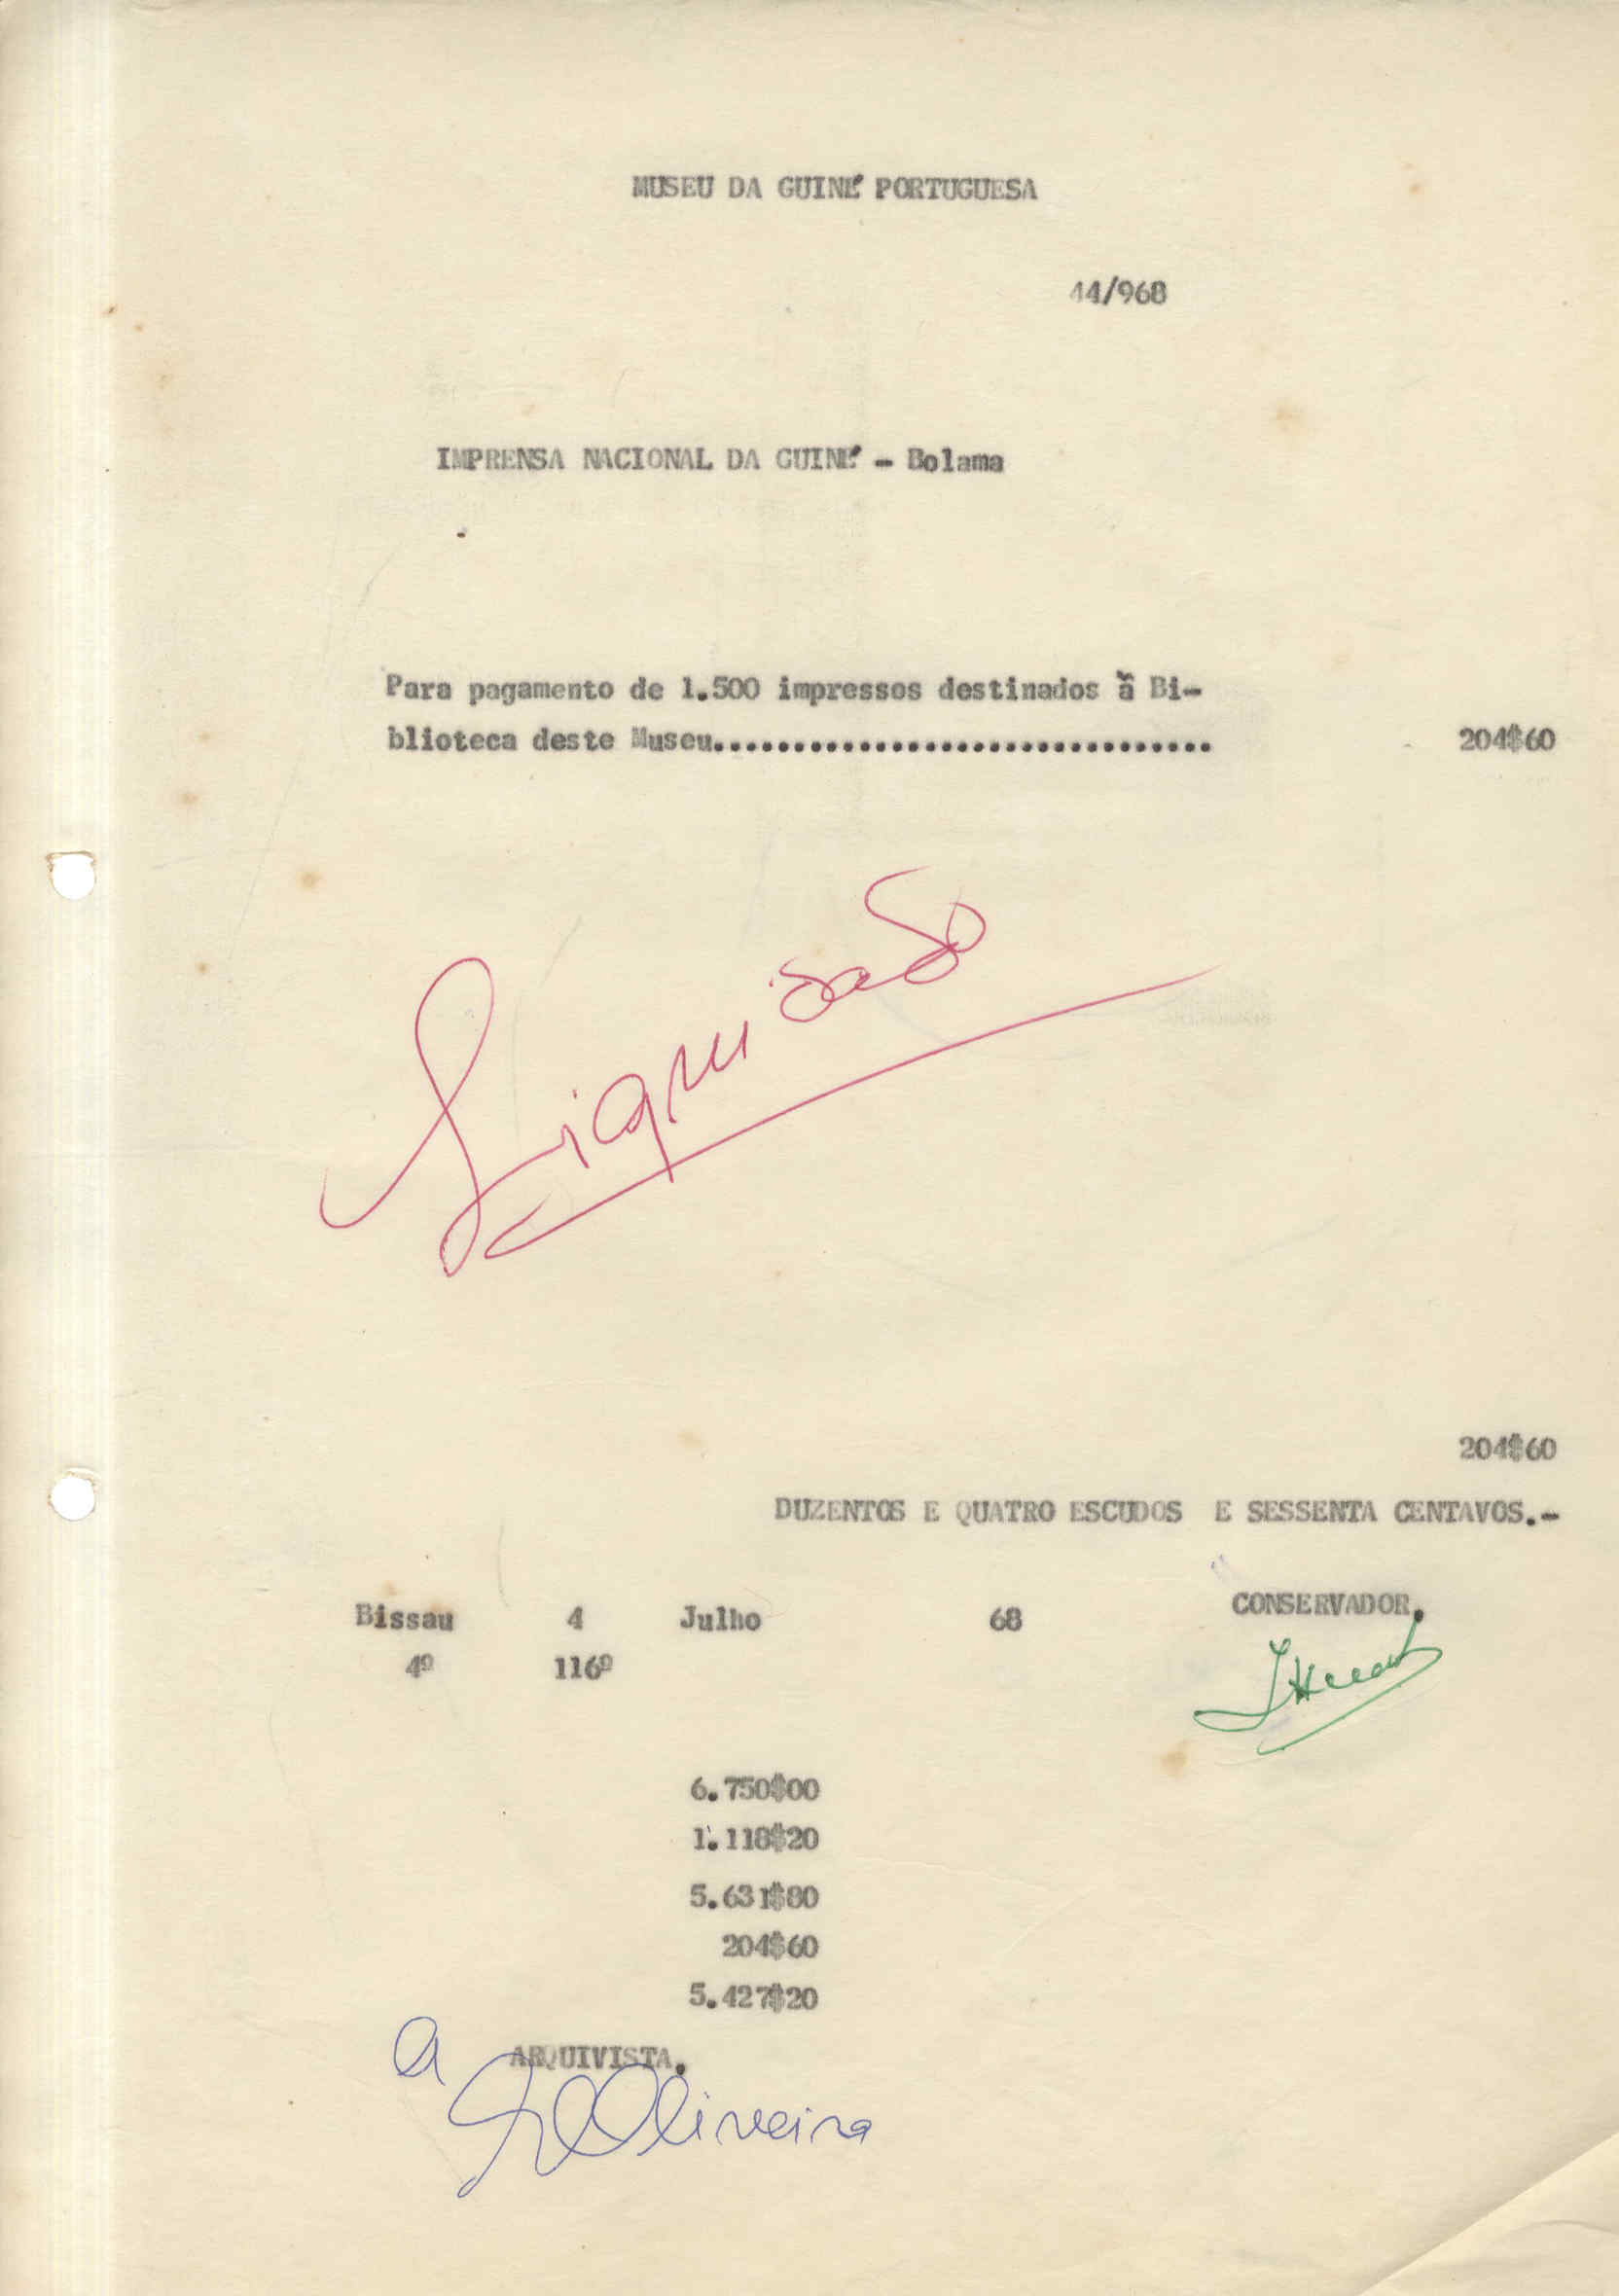 MUSEU DA GUINÉ PORTUGUESA
44/968
IMPRENSA NACIONAL DA GUINÉ - Bolama
Para pagamento de 1.500 impressos destinados à Bi-
blioteca deste Museu............................... 204$60
Liquidado
204$60
DUZENTOS E QUATRO ESCUDOS E SESSENTA CENTAVOS.-
Bissau 4 Julho 68 CONSERVADOR.
4º 116º
6.750$00
1.118$20
5.631$80
204$60
5.427$20
A ARQUIVISTA.
Oliveira